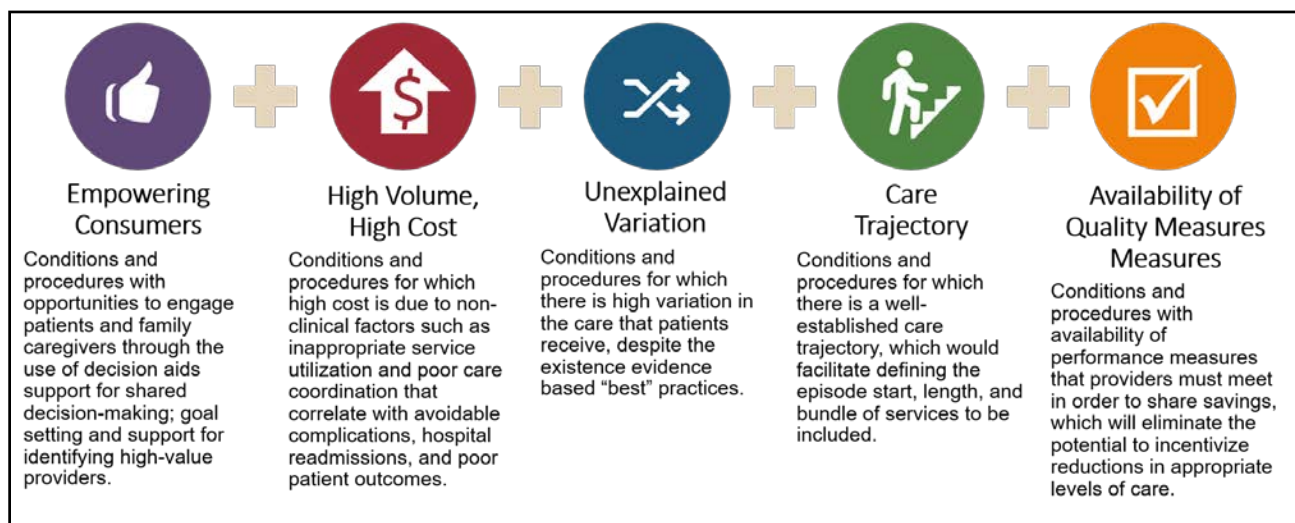 Empowering
Consumers
Conditions and
procedures with
opportunities to engage
patients and family
caregivers through the
use of decision aids
support for shared
decision-making; goal
setting and support for
identifying high-value
providers.
High Volume,
High Cost
Conditions and
procedures for which
high cost is due to non-
clinical factors such as
inappropriate service
utilization and poor care
coordination that
correlate with avoidable
complications, hospital
readmissions, and poor
patient outcomes.
Unexplained
Variation
Conditions and
procedures for which
there is high variation in
the care that patients
receive, despite the
existence evidence
based “best” practices.
Care
Trajectory
Conditions and
procedures for which
there is a well-
established care
trajectory, which would
facilitate defining the
episode start, length, and
bundle of services to be
included.
Availability of
Quality Measures
Measures
Conditions and
procedures with
availability of
performance measures
that providers must meet
in order to share savings,
which will eliminate the
potential to incentivize
reductions in appropriate
levels of care.